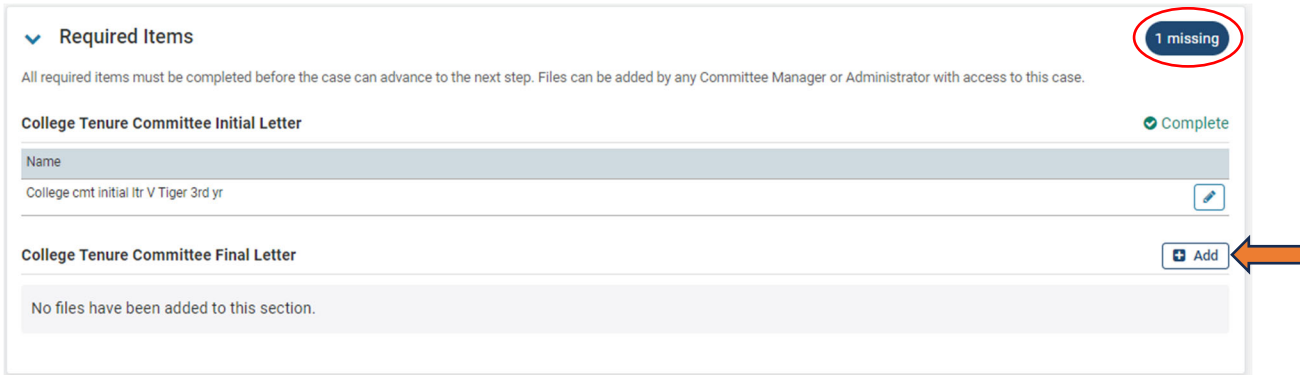 Required Items
1 missing
All required items must be completed before the case can advance to the next step. Files can be added by any Committee Manager or Administrator with access to this case.
College Tenure Committee Initial Letter
Complete
Name
College cmt initial ltr V Tiger 3rd yr
College Tenure Committee Final Letter
Add
No files have been added to this section.